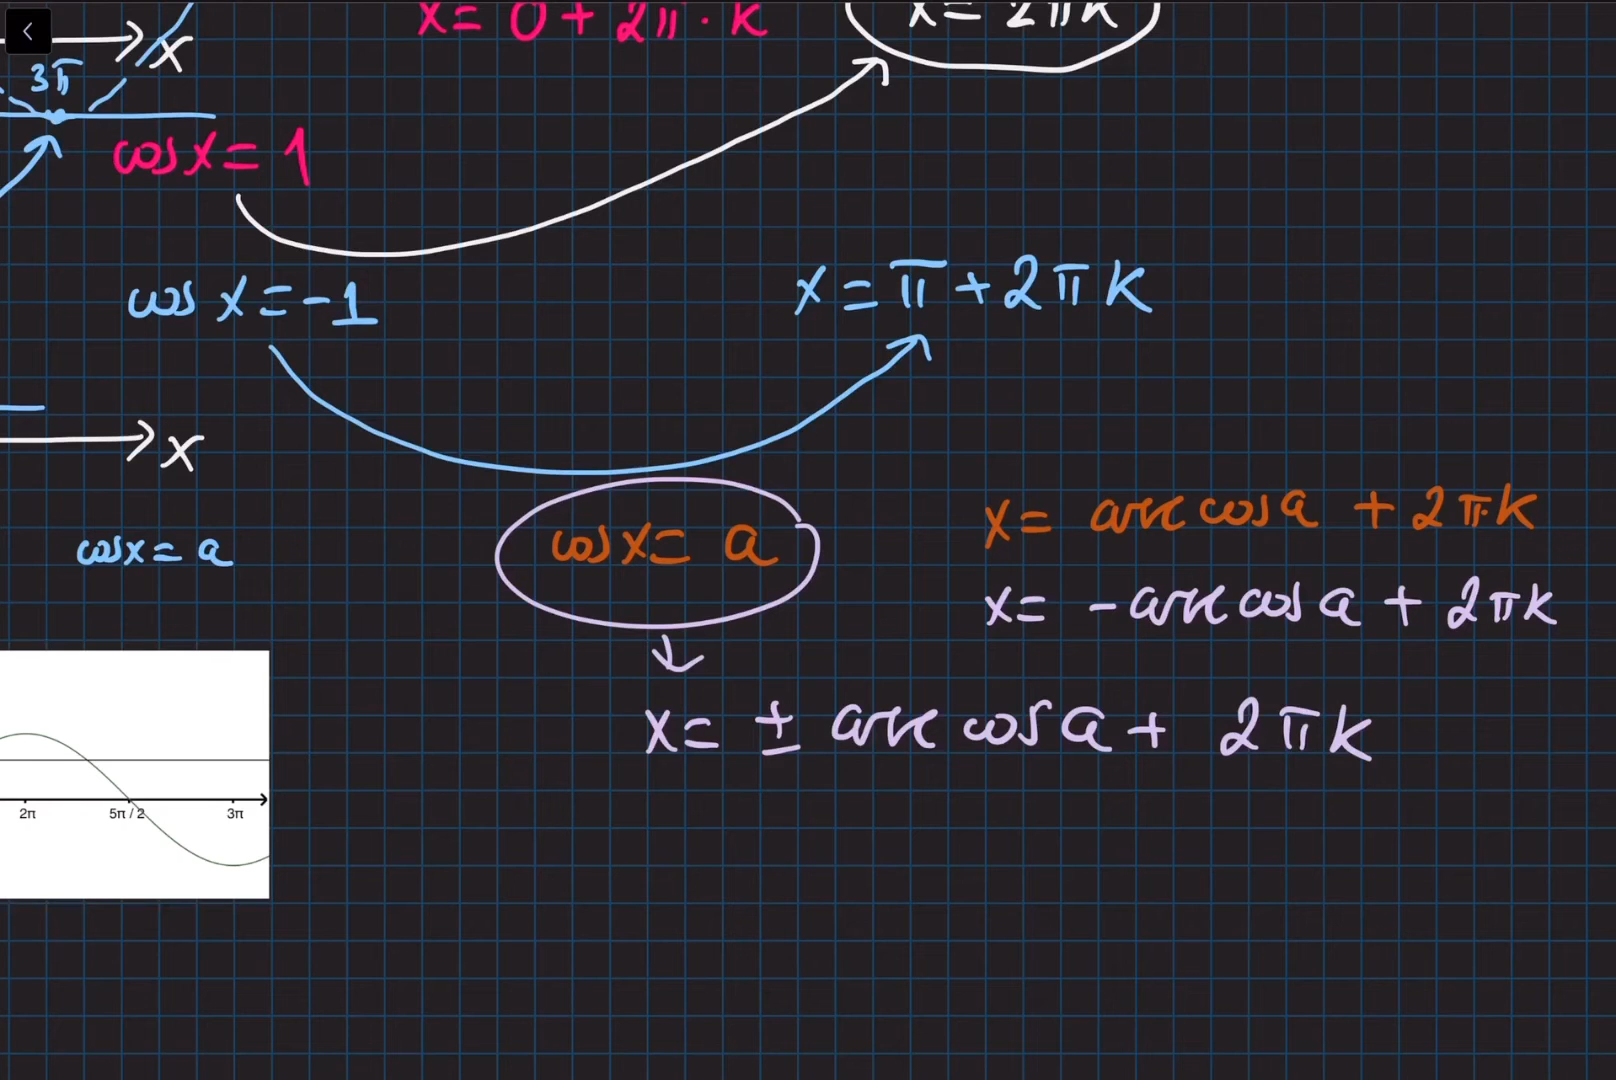 x = 0 + 2π · k
x = 2πk
x
3π
cos x = 1
cos x = -1
x = π + 2πk
x
cos x = a
cos x = a
x = arccos a + 2π·k
x = - arccos a + 2πk
x = ± arccos a + 2πk
2π 5π / 2 3π